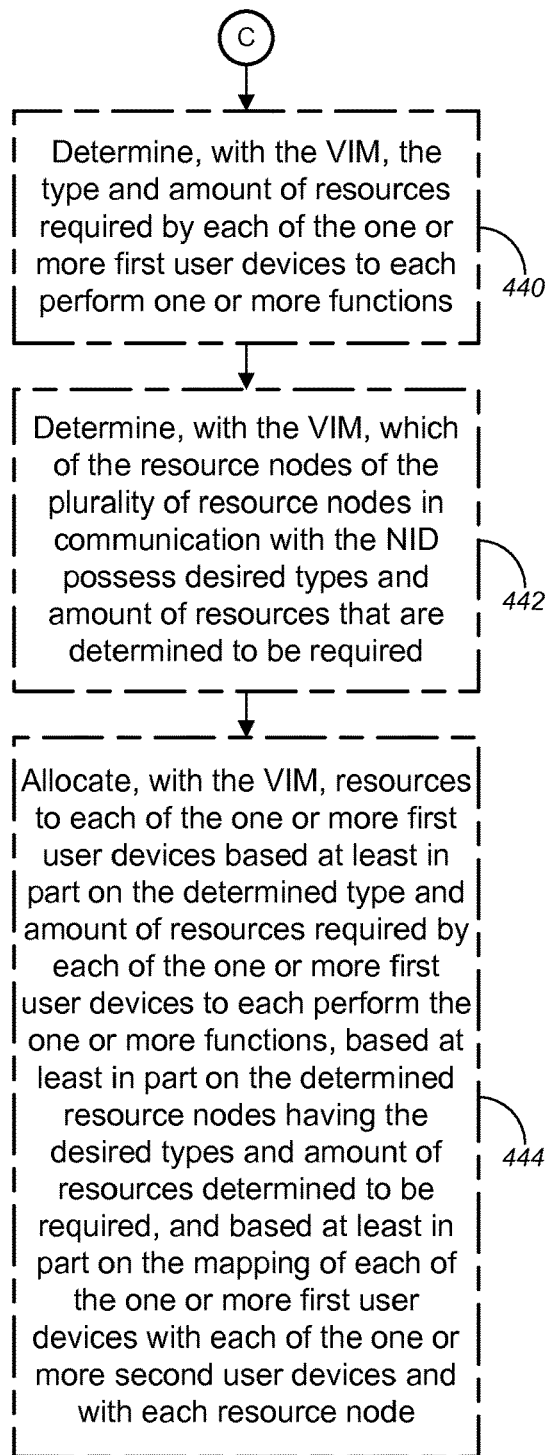 C
Determine, with the VIM, the
type and amount of resources
required by each of the one or
more first user devices to each
perform one or more functions
440
Determine, with the VIM, which
of the resource nodes of the
plurality of resource nodes in
communication with the NID
possess desired types and
amount of resources that are
determined to be required
442
Allocate, with the VIM, resources
to each of the one or more first
user devices based at least in
part on the determined type and
amount of resources required by
each of the one or more first
user devices to each perform the
one or more functions, based at
least in part on the determined
resource nodes having the
desired types and amount of
resources determined to be
required, and based at least in
part on the mapping of each of
the one or more first user
devices with each of the one or
more second user devices and
with each resource node
444